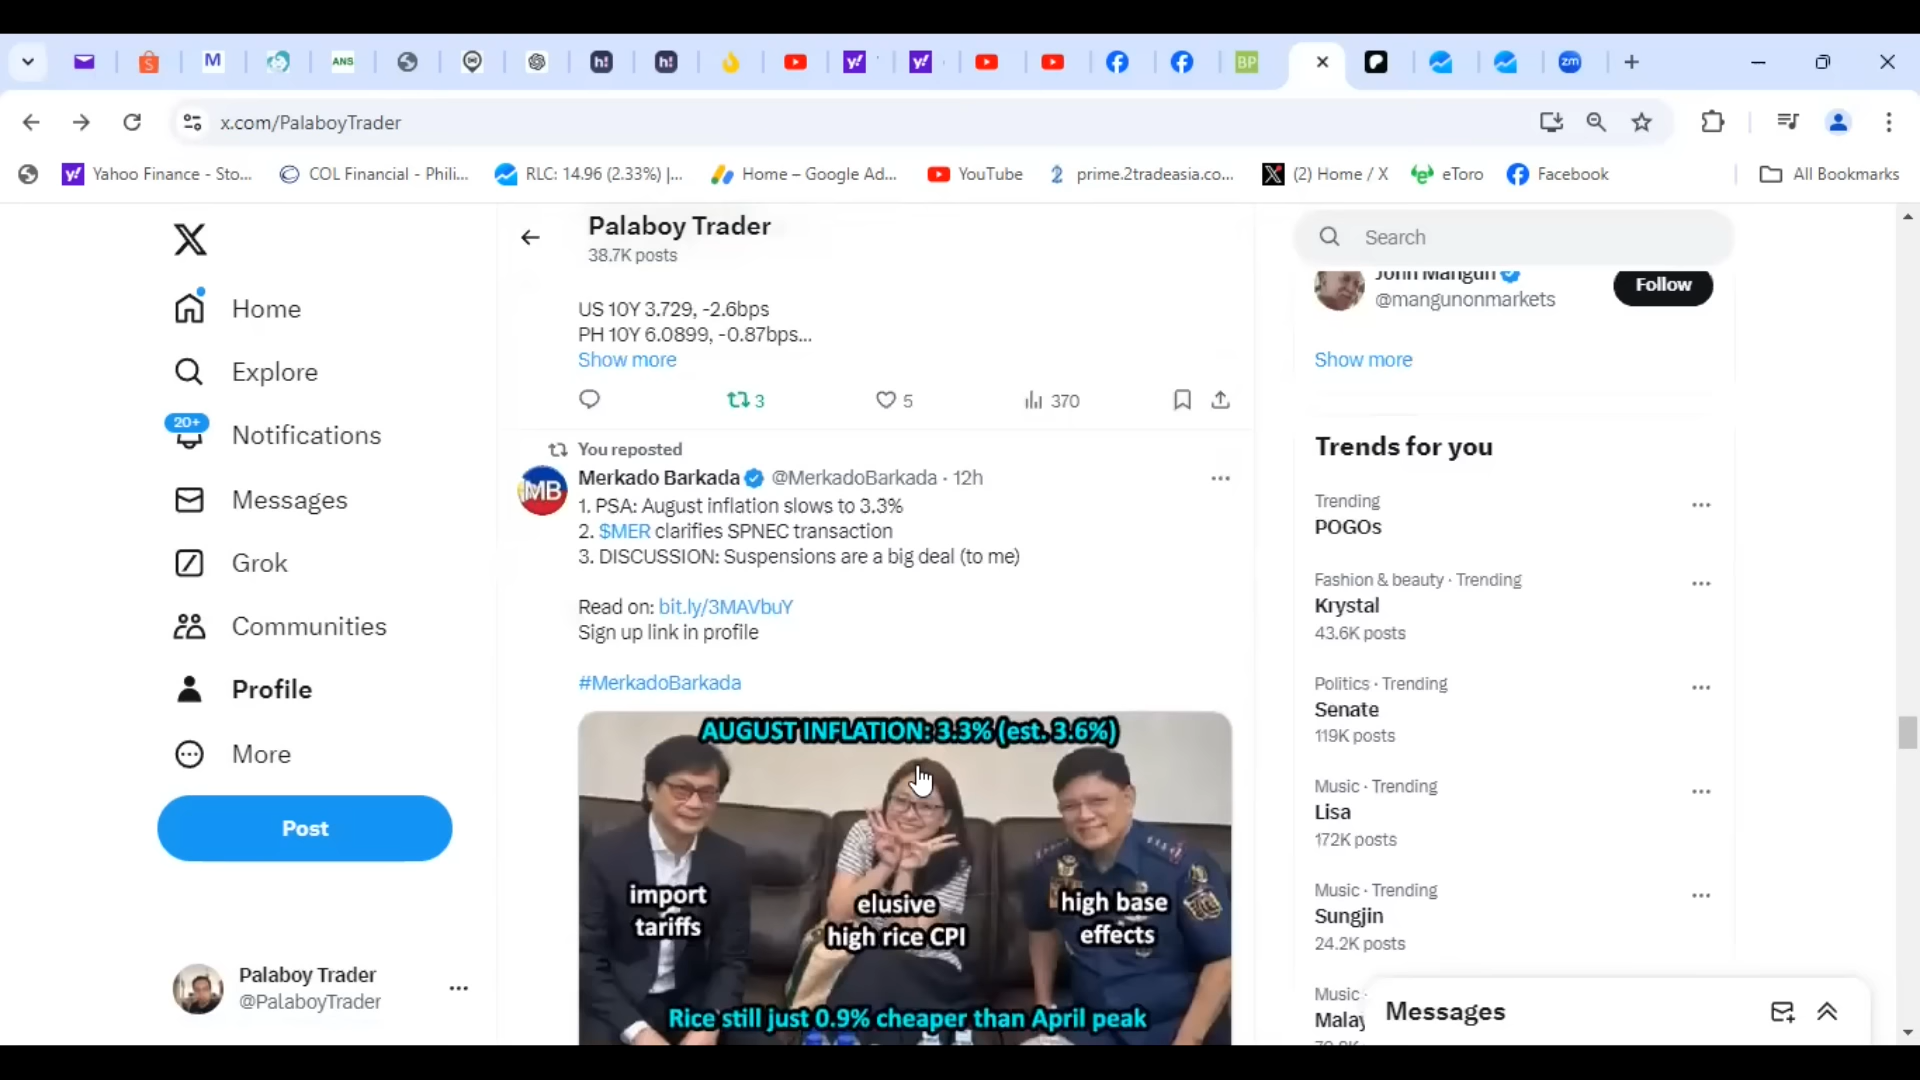 M
ANS
h!
h!
y!
y!
BP
zm
x.com/PalaboyTrader
Yahoo Finance - Sto...
COL Financial - Phili...
RLC: 14.96 (2.33%) |...
Home – Google Ad...
YouTube
prime.2tradeasia.co...
(2) Home / X
eToro
Facebook
All Bookmarks
Home
Explore
20+
Notifications
Messages
Grok
Communities
Profile
More
Post
Palaboy Trader
@PalaboyTrader
Palaboy Trader
38.7K posts
US 10Y 3.729, -2.6bps
PH 10Y 6.0899, -0.87bps...
Show more
3
5
370
You reposted
MB
Merkado Barkada @MerkadoBarkada · 12h
1. PSA: August inflation slows to 3.3%
2. $MER clarifies SPNEC transaction
3. DISCUSSION: Suspensions are a big deal (to me)
Read on: bit.ly/3MAVbuY
Sign up link in profile
#MerkadoBarkada
AUGUST INFLATION: 3.3% (est. 3.6%)
import
tariffs
elusive
high rice CPI
high base
effects
Rice still just 0.9% cheaper than April peak
Search
John Mangun
@mangunonmarkets
Follow
Show more
Trends for you
Trending
POGOs
Fashion & beauty · Trending
Krystal
43.6K posts
Politics · Trending
Senate
119K posts
Music · Trending
Lisa
172K posts
Music · Trending
Sungjin
24.2K posts
Music ·
Malay
Messages